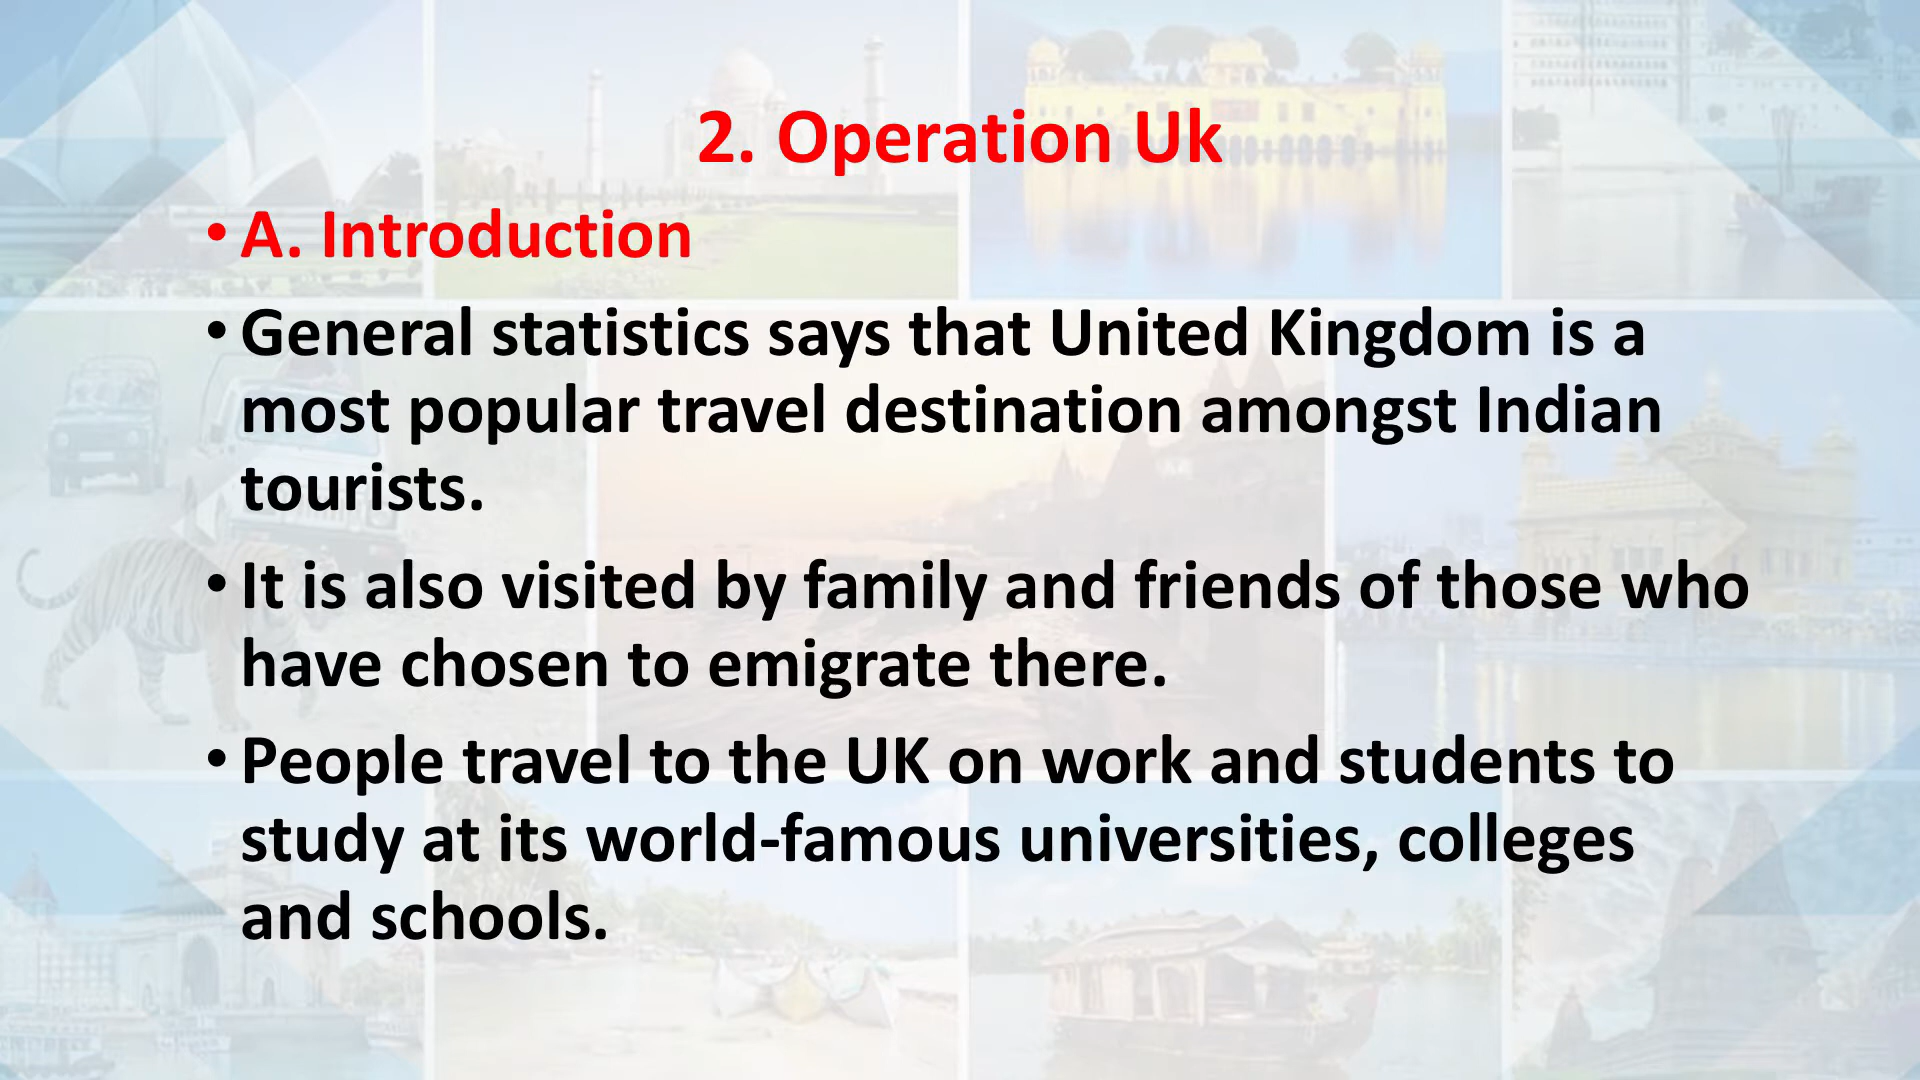 2. Operation Uk
• A. Introduction
• General statistics says that United Kingdom is a
most popular travel destination amongst Indian
tourists.
• It is also visited by family and friends of those who
have chosen to emigrate there.
• People travel to the UK on work and students to
study at its world-famous universities, colleges
and schools.